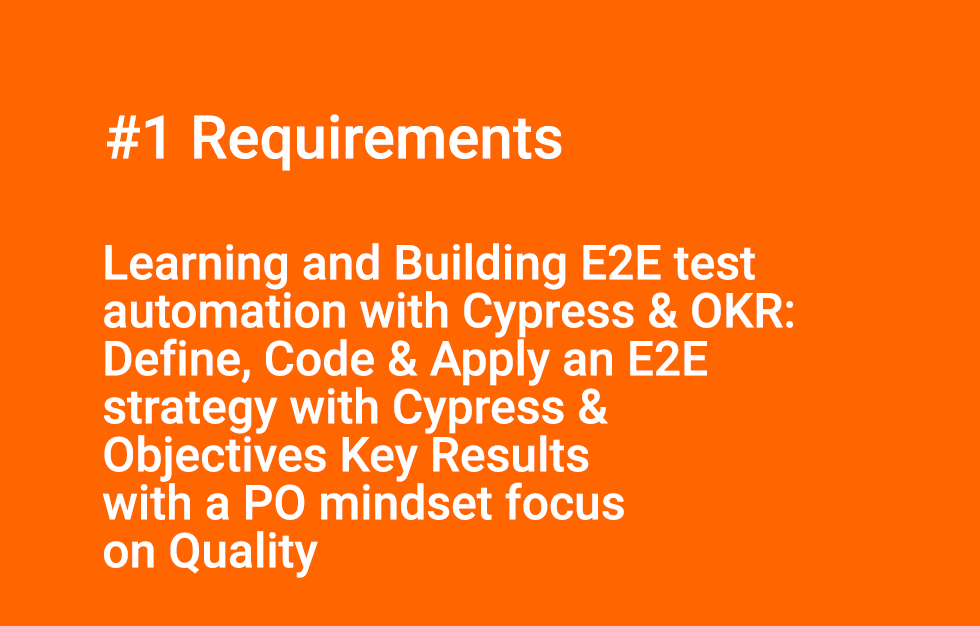 #1 Requirements
Learning and Building E2E test
automation with Cypress & OKR:
Define, Code & Apply an E2E
strategy with Cypress &
Objectives Key Results
with a PO mindset focus
on Quality